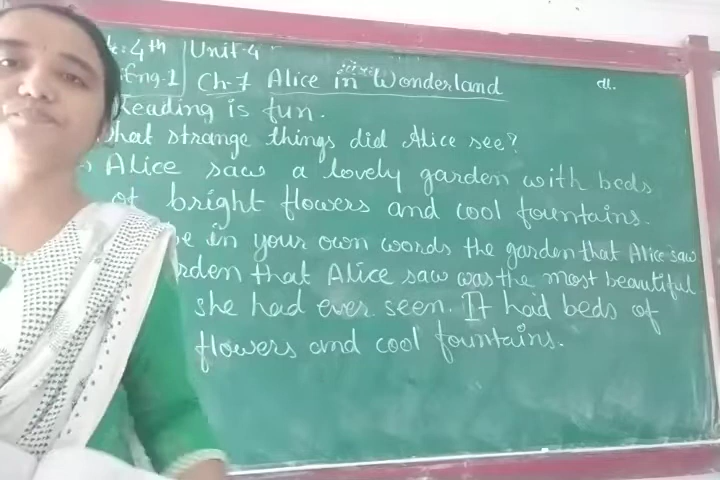 4th Unit-4
Eng-1 Ch-7 Alice in Wonderland dt.
Reading is fun.
What strange things did Alice see?
Alice saw a lovely garden with beds
of bright flowers and cool fountains.
be in your own words the garden that Alice saw
rden that Alice saw was the most beautiful
she had ever seen. It had beds of
flowers and cool fountains.